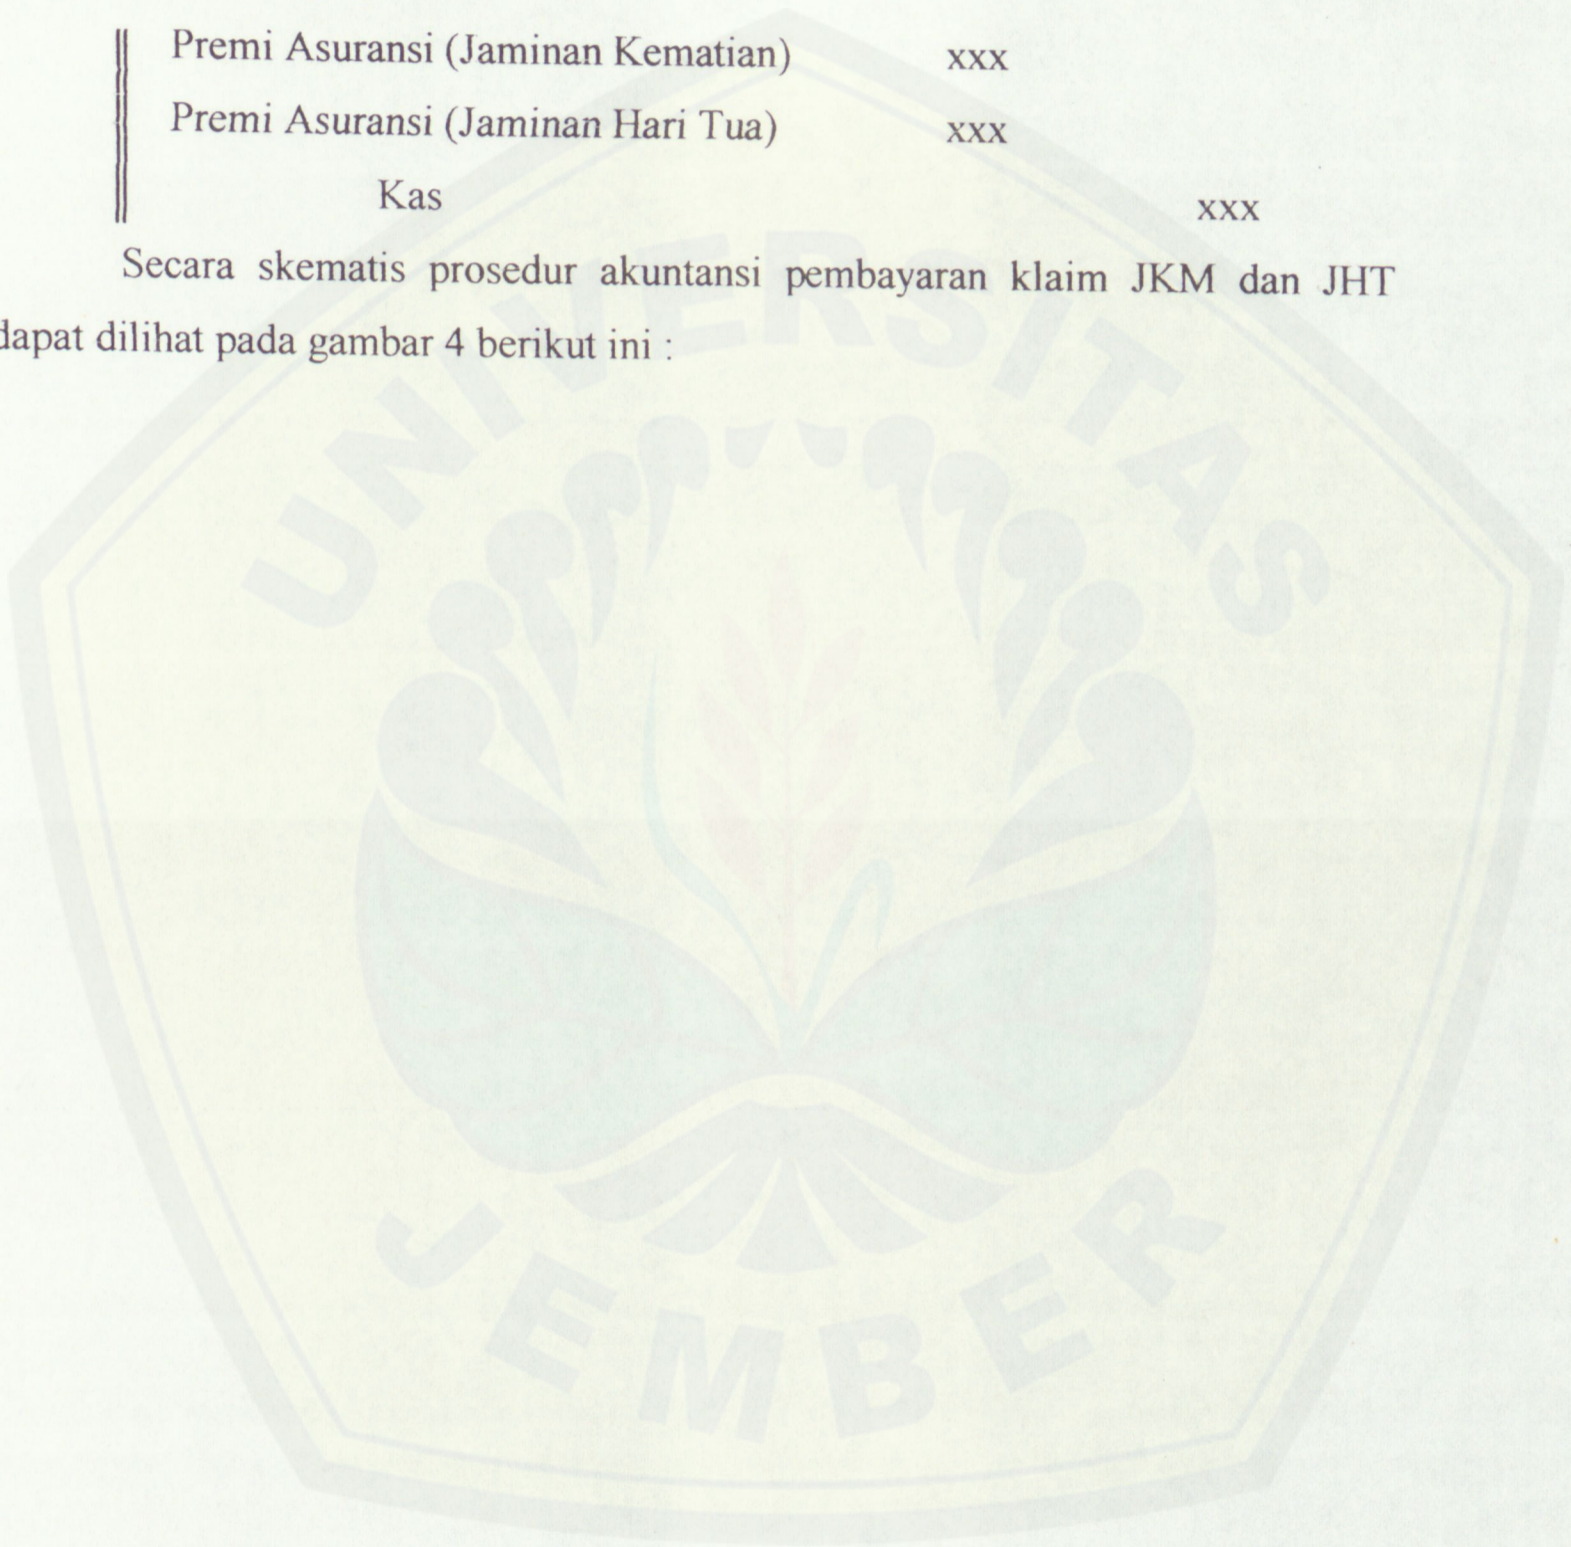 Premi Asuransi (Jaminan Kematian) xxx
Premi Asuransi (Jaminan Hari Tua) xxx
Kas xxx
Secara skematis prosedur akuntansi pembayaran klaim JKM dan JHT
dapat dilihat pada gambar 4 berikut ini :
UNIVERSITAS
JEMBER